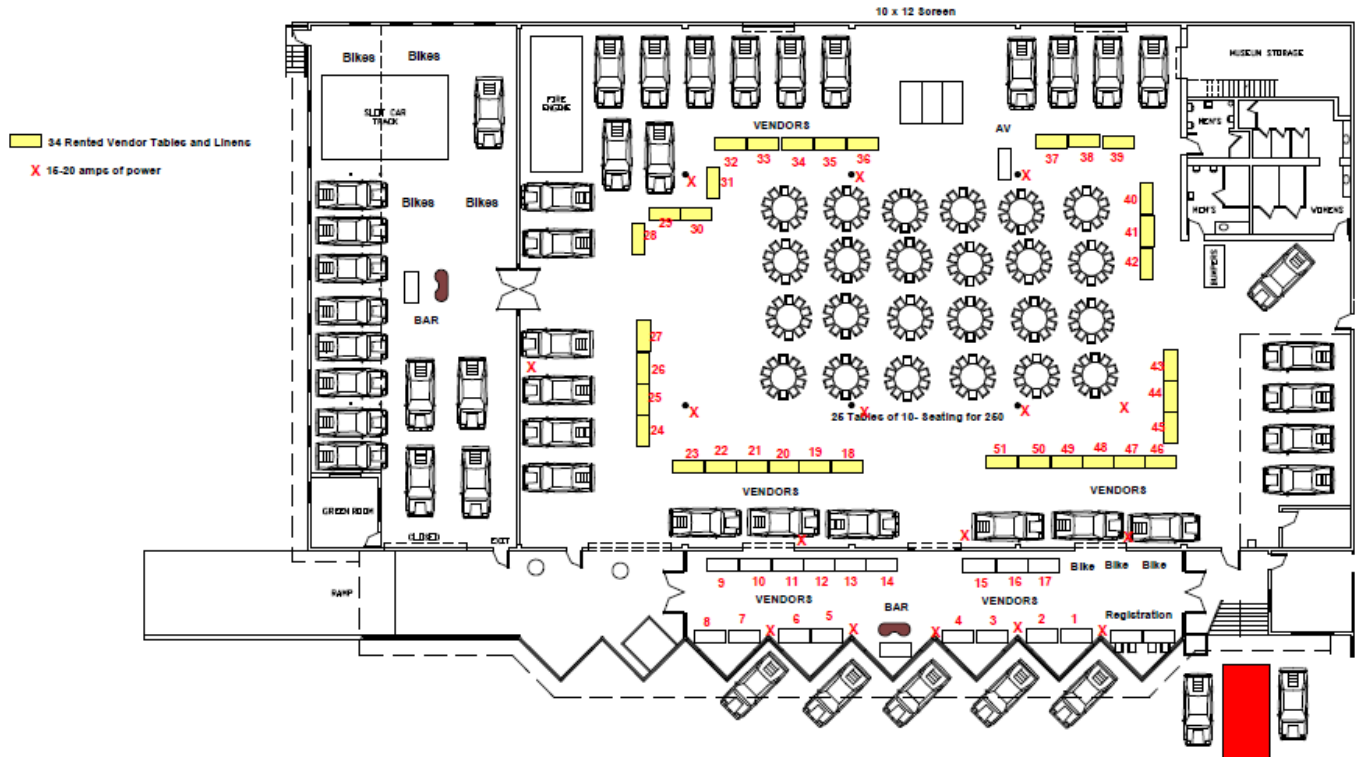 10 x 12 Screen
Bikes Bikes
MUSEUM STORAGE
SLOT CAR
TRACK
FIRE
ENGINE
34 Rented Vendor Tables and Linens
X 15-20 amps of power
VENDORS
AV
MEN'S
32 33 34 35 36
37 38 39
X X X
31
Bikes Bikes
40
MEN'S
WOMENS
29 30
28
41
42
BUMPERS
BAR
27
X
26
43
25
44
X X X X
25 Tables of 10- Seating for 250
24
45
23 22 21 20 19 18
51 50 49 48 47 46
VENDORS
VENDORS
GREEN ROOM
(CLOSED)
EXIT
X X X
9 10 11 12 13 14
15 16 17
Bike Bike Bike
RAMP
VENDORS
VENDORS
BAR
Registration
8 7 X 6 5 X X 4 3 X 2 1 X